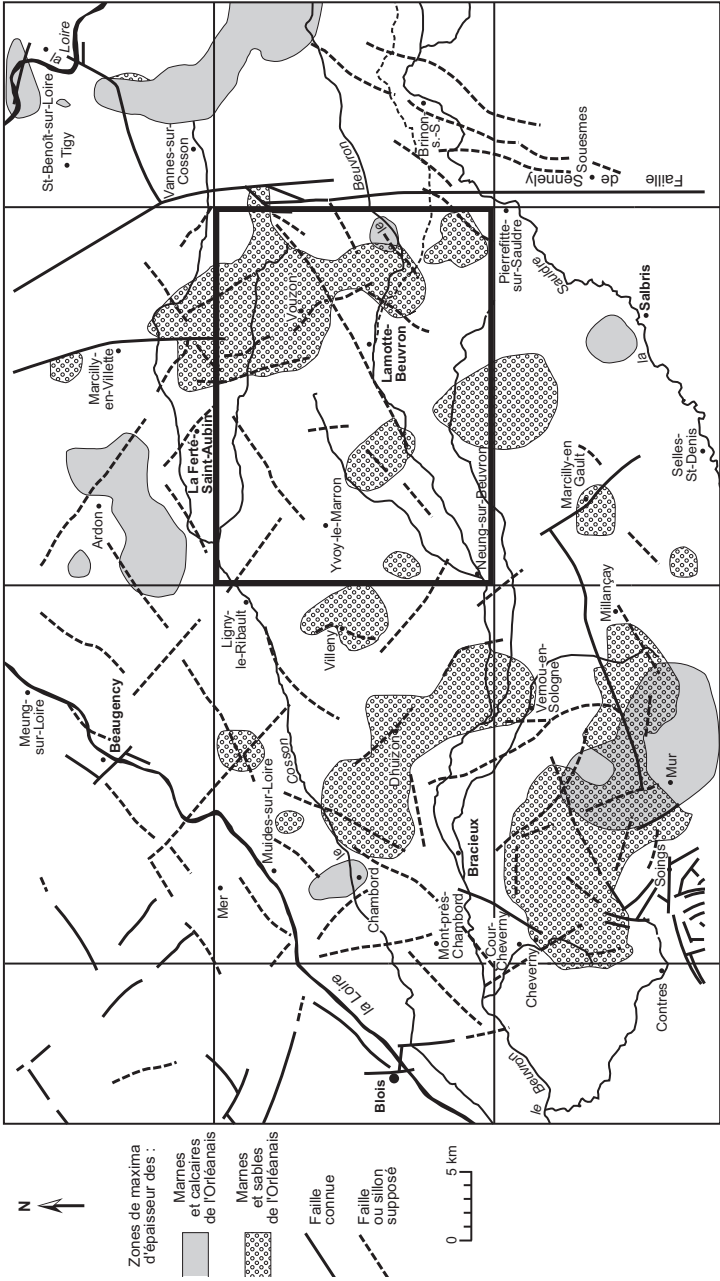 N
Zones de maxima
d'épaisseur des :
Marnes
et calcaires
de l'Orléanais
Marnes
et sables
de l'Orléanais
Faille
connue
Faille
ou sillon
supposé
0
5 km
Meung-
sur-Loire
Beaugency
Mer
Muides-sur-Loire
la Loire
Blois
Ardon
Marcilly-
en-Villette
La Ferté-
Saint-Aubin
St-Benoît-sur-Loire
Tigy
la Loire
Vannes-sur-
Cosson
Ligny-
le-Ribault
Cosson
le
Chambord
Villeny
Dhuizon
Mont-près-
Chambord
Bracieux
Yvoy-le-Marron
Vouzon
Lamotte-
Beuvron
le
Beuvron
Neung-sur-Beuvron
Brinon
s.-S.
Pierrefitte-
sur-Sauldre
Souesmes
Faille
de
Sennely
Cour-
Cheverny
Cheverny
le Beuvron
Contres
Soings
Mur
Vernou-en-
Sologne
Millançay
Marcilly-en
Gault
Selles-
St-Denis
la
Sauldre
Salbris